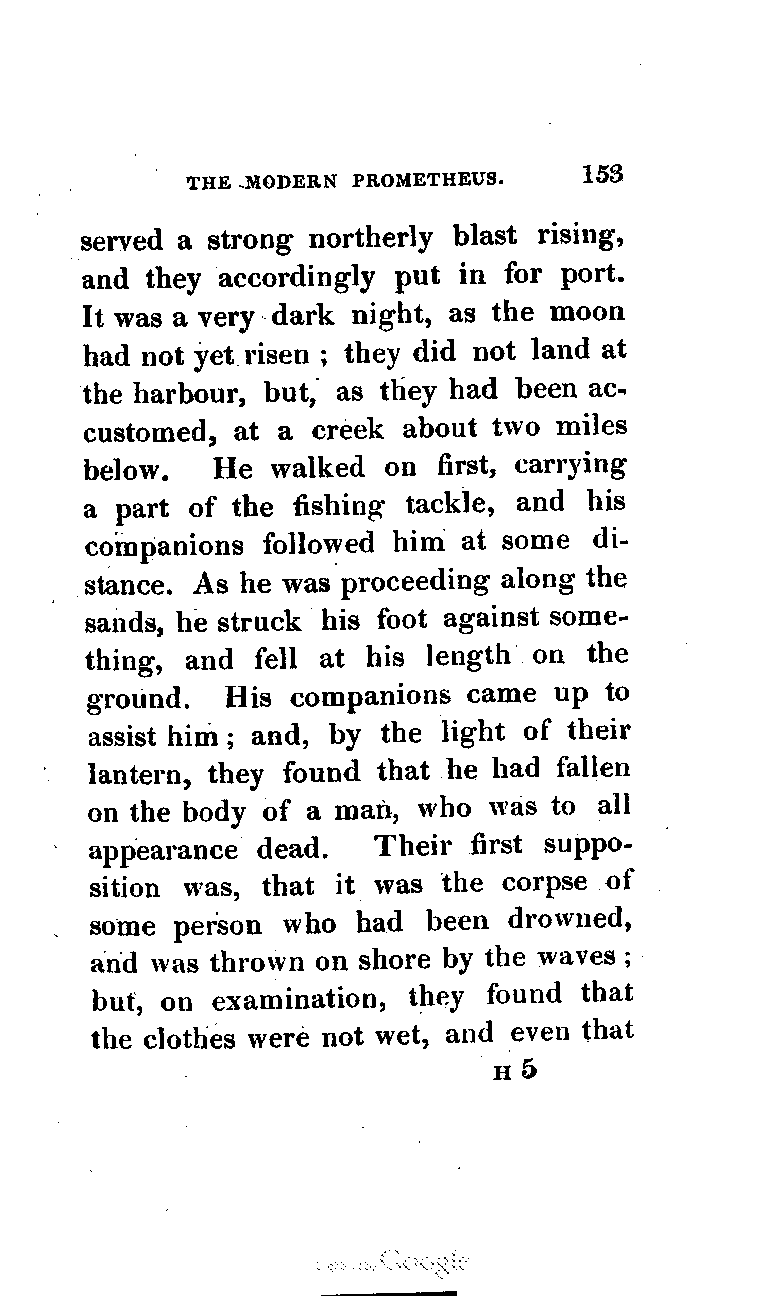 THE MODERN PROMETHEUS. 153
served a strong northerly blast rising,
and they accordingly put in for port.
It was a very dark night, as the moon
had not yet risen ; they did not land at
the harbour, but, as they had been ac-
customed, at a creek about two miles
below. He walked on first, carrying
a part of the fishing tackle, and his
companions followed him at some di-
stance. As he was proceeding along the
sands, he struck his foot against some-
thing, and fell at his length on the
ground. His companions came up to
assist him ; and, by the light of their
lantern, they found that he had fallen
on the body of a man, who was to all
appearance dead. Their first suppo-
sition was, that it was the corpse of
some person who had been drowned,
and was thrown on shore by the waves ;
but, on examination, they found that
the clothes were not wet, and even that
H 5
Google